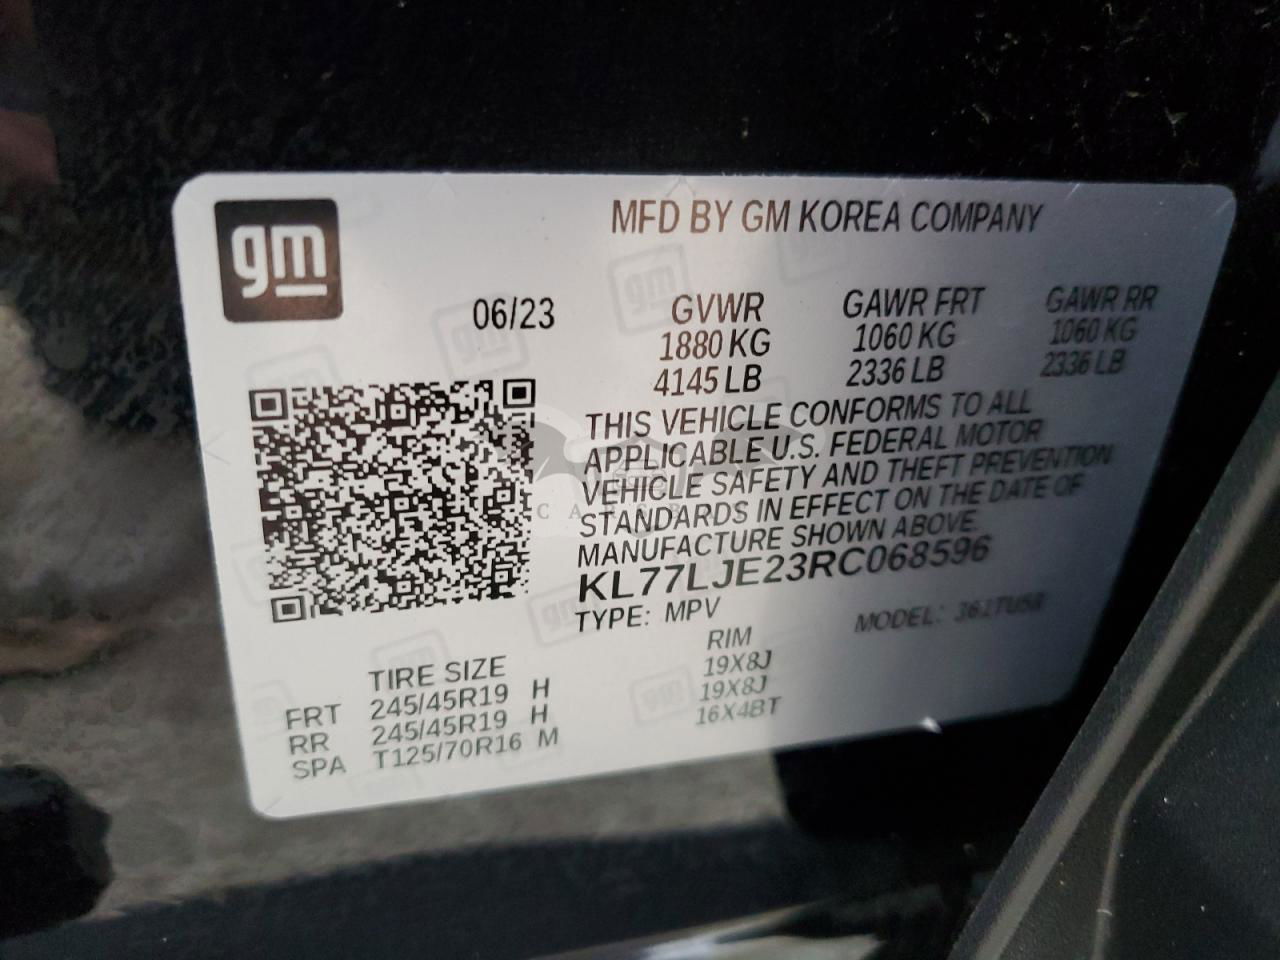 gm
MFD BY GM KOREA COMPANY
06/23 GVWR GAWR FRT GAWR RR
1880 KG 1060 KG 1060 KG
4145 LB 2336 LB 2336 LB
THIS VEHICLE CONFORMS TO ALL
APPLICABLE U.S. FEDERAL MOTOR
VEHICLE SAFETY AND THEFT PREVENTION
STANDARDS IN EFFECT ON THE DATE OF
MANUFACTURE SHOWN ABOVE.
KL77LJE23RC068596
TYPE: MPV MODEL:
TIRE SIZE RIM
FRT 245/45R19 H 19X8J
RR 245/45R19 H 19X8J
SPA T125/70R16 M 16X4BT